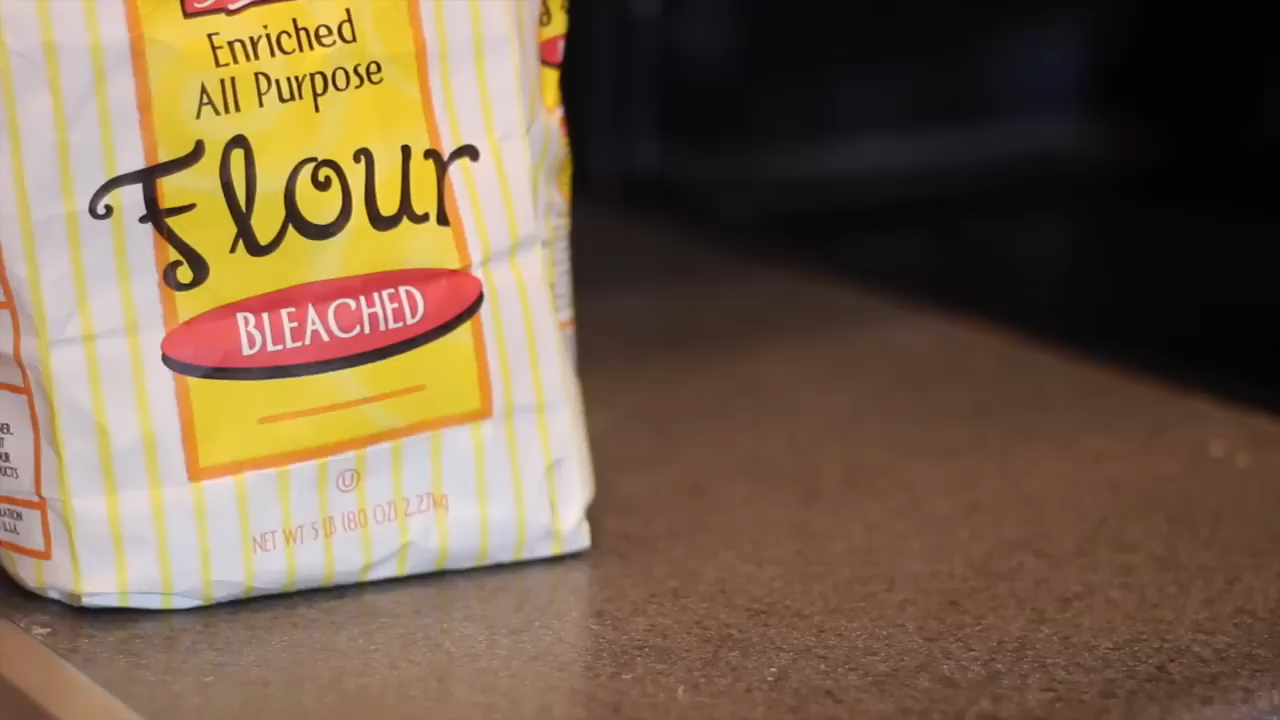 Enriched
All Purpose
Flour
BLEACHED
U
NET WT 5 LB (80 OZ) 2.27kg